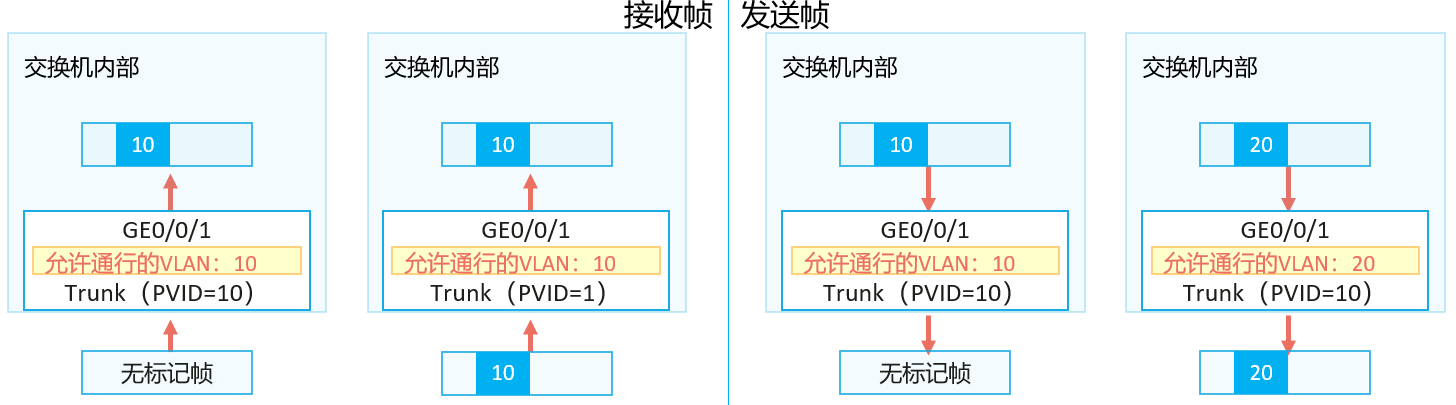 接收帧
发送帧
交换机内部
10
GE0/0/1
允许通行的VLAN：10
Trunk（PVID=10）
无标记帧
交换机内部
10
GE0/0/1
允许通行的VLAN：10
Trunk（PVID=1）
10
交换机内部
10
GE0/0/1
允许通行的VLAN：10
Trunk（PVID=10）
无标记帧
交换机内部
20
GE0/0/1
允许通行的VLAN：20
Trunk（PVID=10）
20